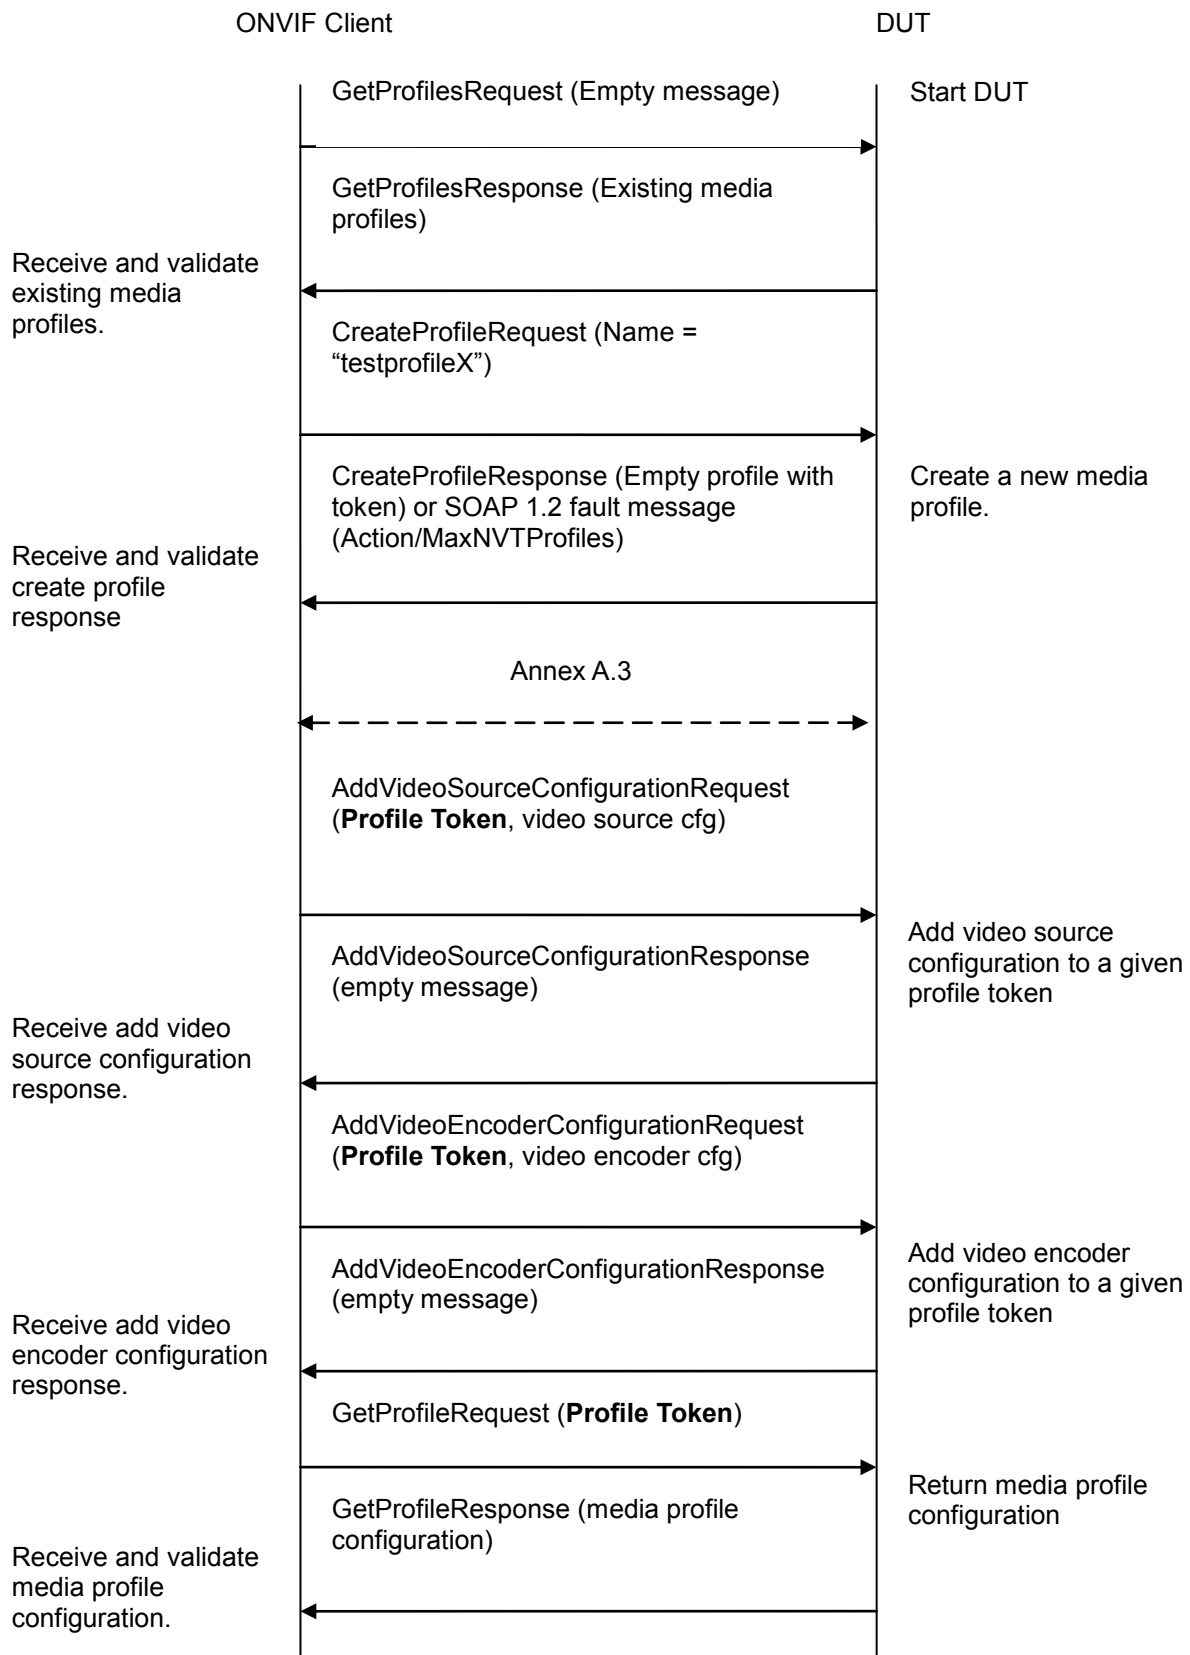 ONVIF Client
DUT
GetProfilesRequest (Empty message)
Start DUT
GetProfilesResponse (Existing media
profiles)
Receive and validate
existing media
profiles.
CreateProfileRequest (Name =
“testprofileX”)
CreateProfileResponse (Empty profile with
token) or SOAP 1.2 fault message
(Action/MaxNVTProfiles)
Create a new media
profile.
Receive and validate
create profile
response
Annex A.3
AddVideoSourceConfigurationRequest
(Profile Token, video source cfg)
Add video source
configuration to a given
profile token
AddVideoSourceConfigurationResponse
(empty message)
Receive add video
source configuration
response.
AddVideoEncoderConfigurationRequest
(Profile Token, video encoder cfg)
Add video encoder
configuration to a given
profile token
AddVideoEncoderConfigurationResponse
(empty message)
Receive add video
encoder configuration
response.
GetProfileRequest (Profile Token)
Return media profile
configuration
GetProfileResponse (media profile
configuration)
Receive and validate
media profile
configuration.